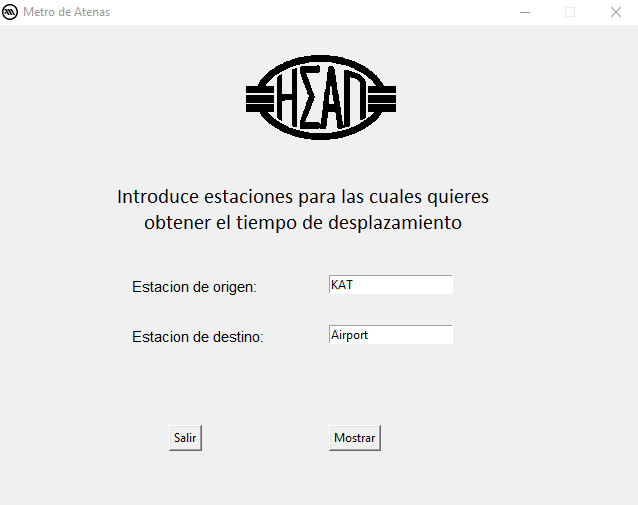 Metro de Atenas
ΗΣΑΠ
Introduce estaciones para las cuales quieres
obtener el tiempo de desplazamiento
Estacion de origen:
KAT
Estacion de destino:
Airport
Salir
Mostrar